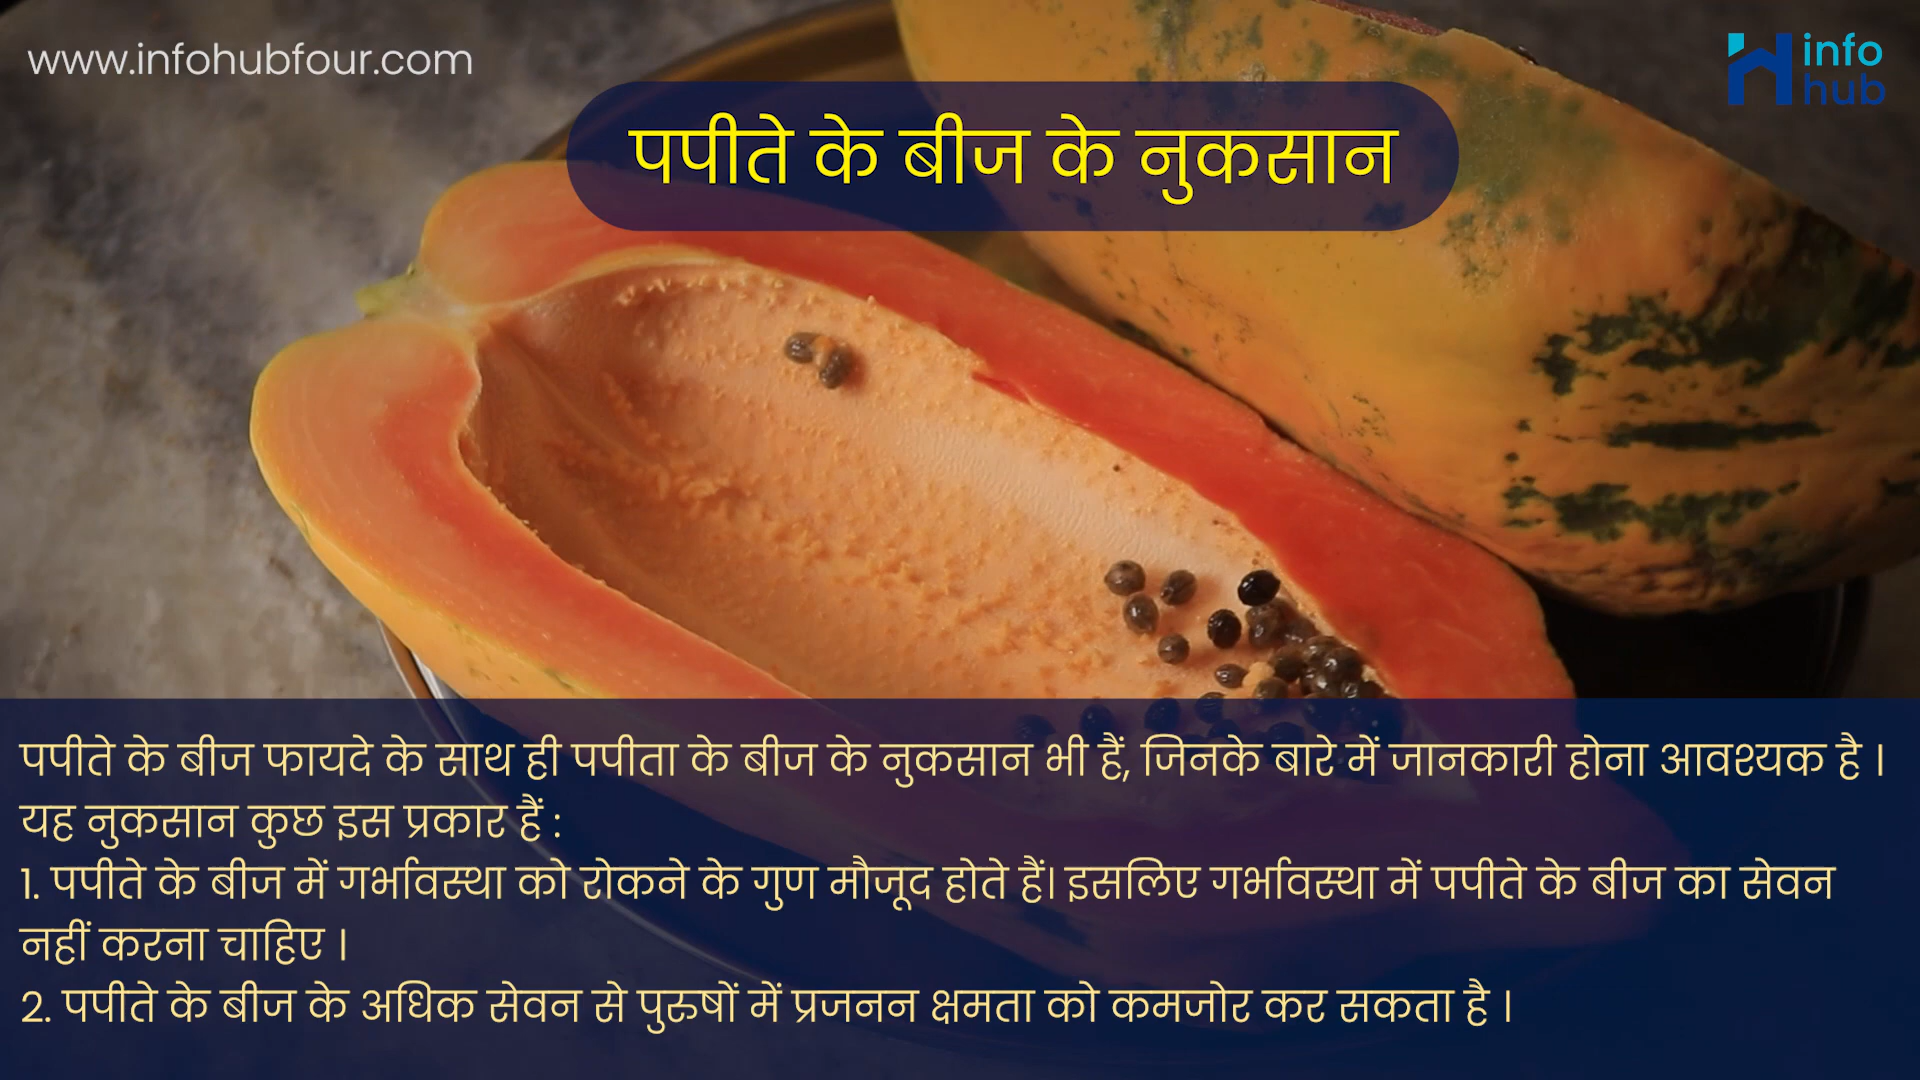 www.infohubfour.com
info
hub
पपीते के बीज के नुकसान
पपीते के बीज फायदे के साथ ही पपीता के बीज के नुकसान भी हैं, जिनके बारे में जानकारी होना आवश्यक है ।
यह नुकसान कुछ इस प्रकार हैं :
1. पपीते के बीज में गर्भावस्था को रोकने के गुण मौजूद होते हैं। इसलिए गर्भावस्था में पपीते के बीज का सेवन
नहीं करना चाहिए ।
2. पपीते के बीज के अधिक सेवन से पुरुषों में प्रजनन क्षमता को कमजोर कर सकता है ।